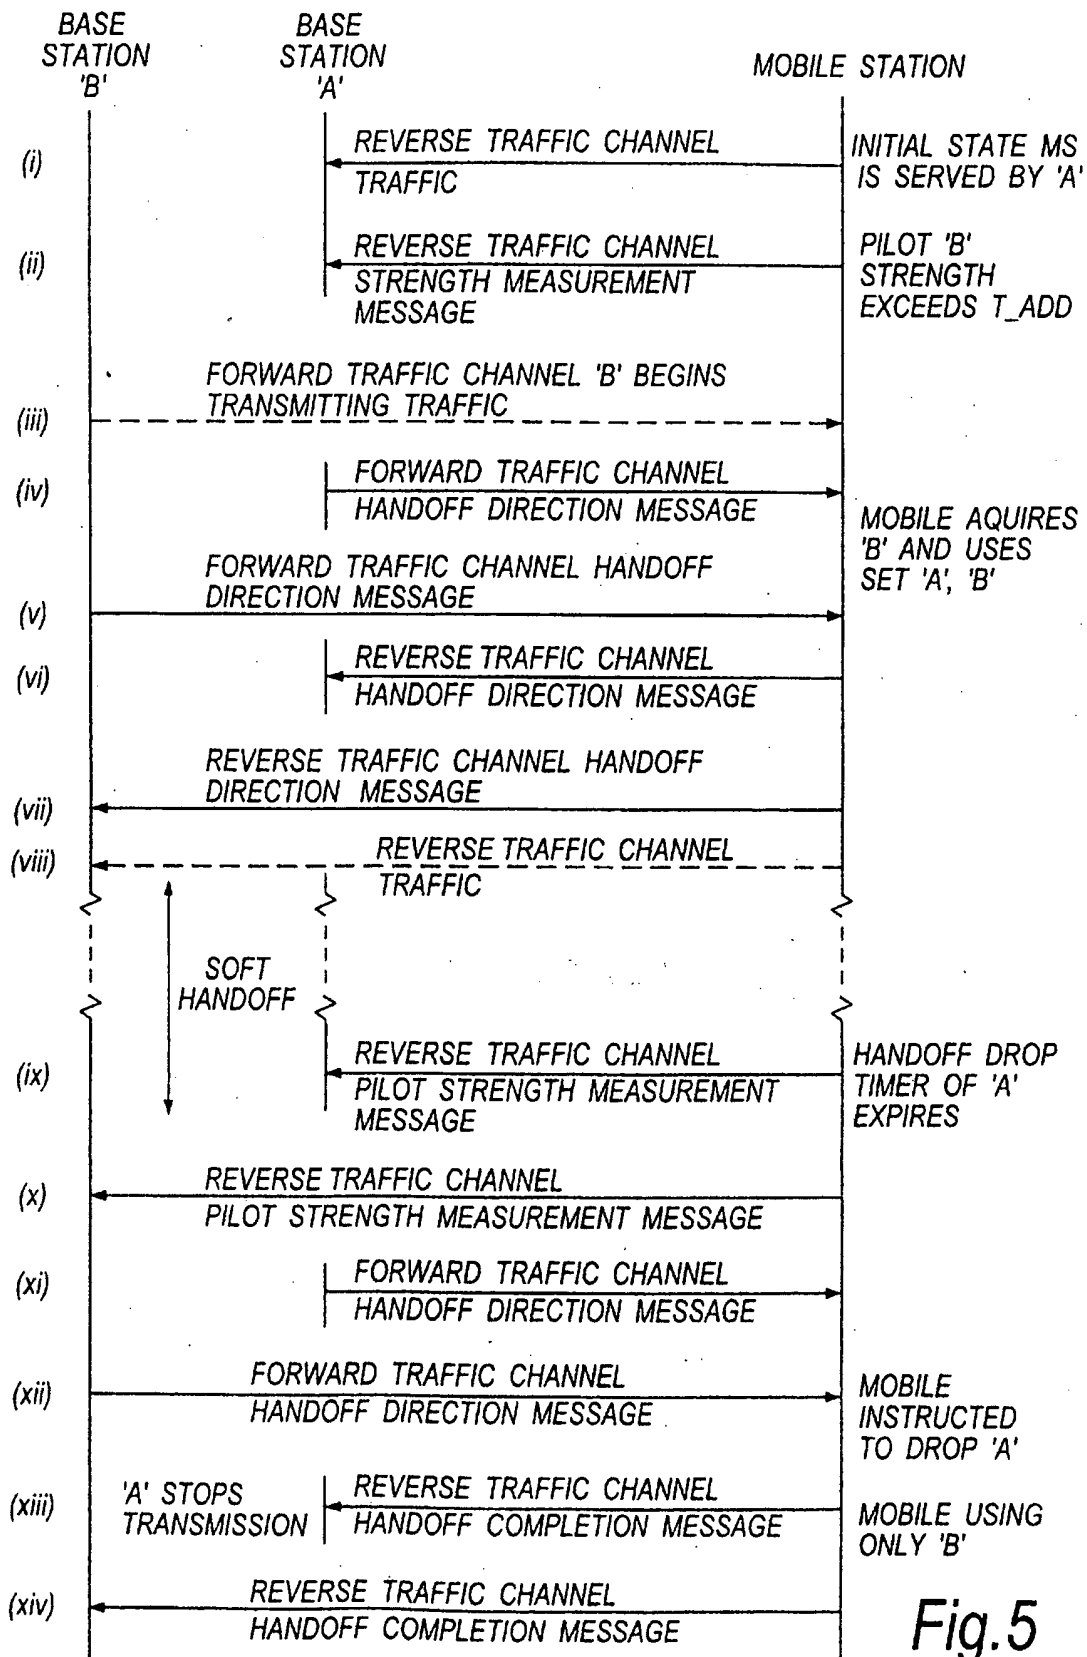 BASE
STATION
'B'
BASE
STATION
'A'
MOBILE STATION
(i)
REVERSE TRAFFIC CHANNEL
TRAFFIC
INITIAL STATE MS
IS SERVED BY 'A'
(ii)
REVERSE TRAFFIC CHANNEL
STRENGTH MEASUREMENT
MESSAGE
PILOT 'B'
STRENGTH
EXCEEDS T_ADD
(iii)
FORWARD TRAFFIC CHANNEL 'B' BEGINS
TRANSMITTING TRAFFIC
(iv)
FORWARD TRAFFIC CHANNEL
HANDOFF DIRECTION MESSAGE
MOBILE AQUIRES
'B' AND USES
SET 'A', 'B'
(v)
FORWARD TRAFFIC CHANNEL HANDOFF
DIRECTION MESSAGE
(vi)
REVERSE TRAFFIC CHANNEL
HANDOFF DIRECTION MESSAGE
(vii)
REVERSE TRAFFIC CHANNEL HANDOFF
DIRECTION MESSAGE
(viii)
REVERSE TRAFFIC CHANNEL
TRAFFIC
SOFT
HANDOFF
(ix)
REVERSE TRAFFIC CHANNEL
PILOT STRENGTH MEASUREMENT
MESSAGE
HANDOFF DROP
TIMER OF 'A'
EXPIRES
(x)
REVERSE TRAFFIC CHANNEL
PILOT STRENGTH MEASUREMENT MESSAGE
(xi)
FORWARD TRAFFIC CHANNEL
HANDOFF DIRECTION MESSAGE
(xii)
FORWARD TRAFFIC CHANNEL
HANDOFF DIRECTION MESSAGE
MOBILE
INSTRUCTED
TO DROP 'A'
(xiii)
'A' STOPS
TRANSMISSION
REVERSE TRAFFIC CHANNEL
HANDOFF COMPLETION MESSAGE
MOBILE USING
ONLY 'B'
(xiv)
REVERSE TRAFFIC CHANNEL
HANDOFF COMPLETION MESSAGE
Fig.5